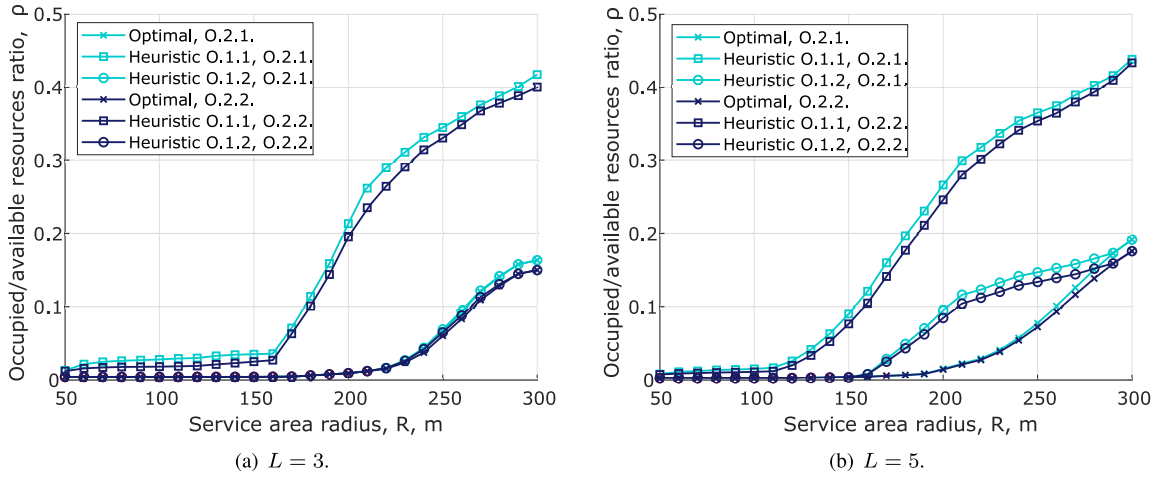 Occupied/available resources ratio, ρ
0.5
0.4
0.3
0.2
0.1
0
Optimal, O.2.1.
Heuristic O.1.1, O.2.1.
Heuristic O.1.2, O.2.1.
Optimal, O.2.2.
Heuristic O.1.1, O.2.2.
Heuristic O.1.2, O.2.2.
50 100 150 200 250 300
Service area radius, R, m
(a) L = 3.
Occupied/available resources ratio, ρ
0.5
0.4
0.3
0.2
0.1
0
Optimal, O.2.1.
Heuristic O.1.1, O.2.1.
Heuristic O.1.2, O.2.1.
Optimal, O.2.2.
Heuristic O.1.1, O.2.2.
Heuristic O.1.2, O.2.2.
50 100 150 200 250 300
Service area radius, R, m
(b) L = 5.